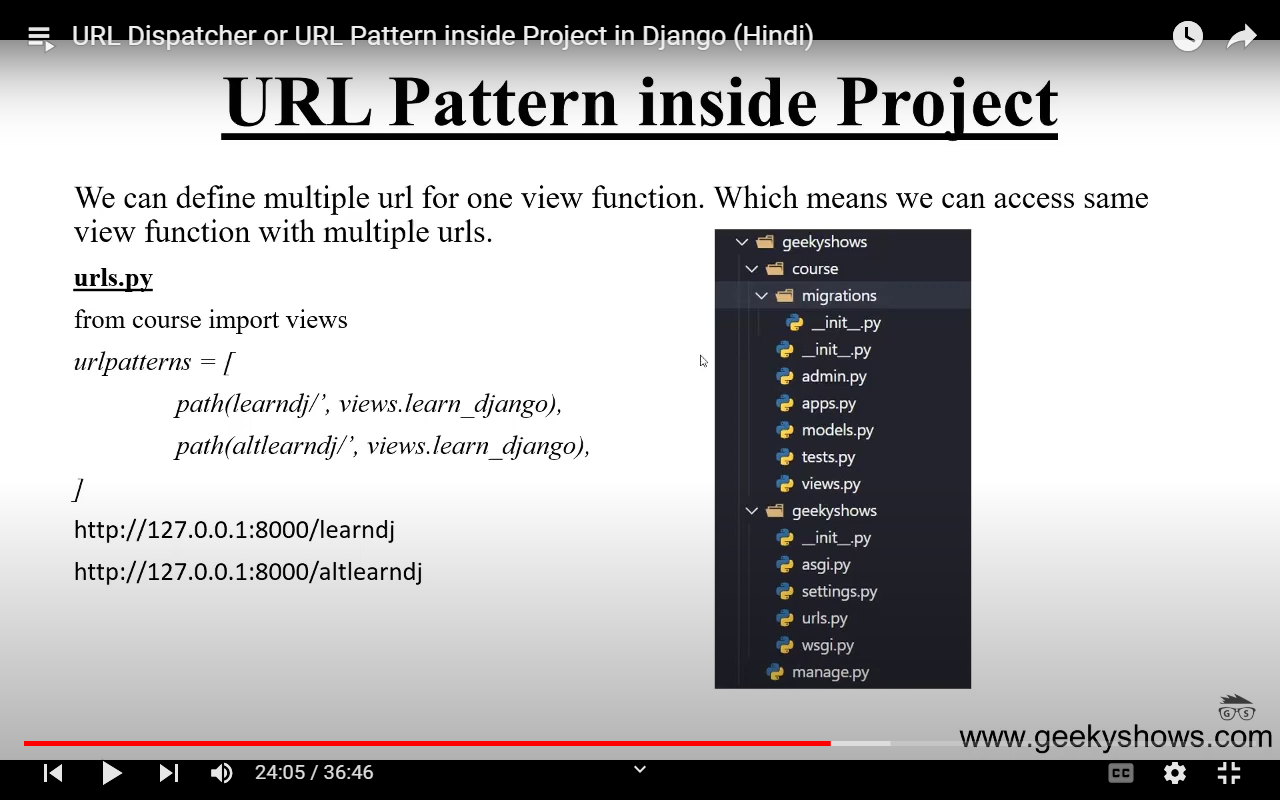 URL Dispatcher or URL Pattern inside Project in Django (Hindi)
URL Pattern inside Project
We can define multiple url for one view function. Which means we can access same
view function with multiple urls.
urls.py
from course import views
urlpatterns = [
path(learndj/’, views.learn_django),
path(altlearndj/’, views.learn_django),
]
http://127.0.0.1:8000/learndj
http://127.0.0.1:8000/altlearndj
geekyshows
course
migrations
__init__.py
__init__.py
admin.py
apps.py
models.py
tests.py
views.py
geekyshows
__init__.py
asgi.py
settings.py
urls.py
wsgi.py
manage.py
G S
www.geekyshows.com
24:05 / 36:46
CC